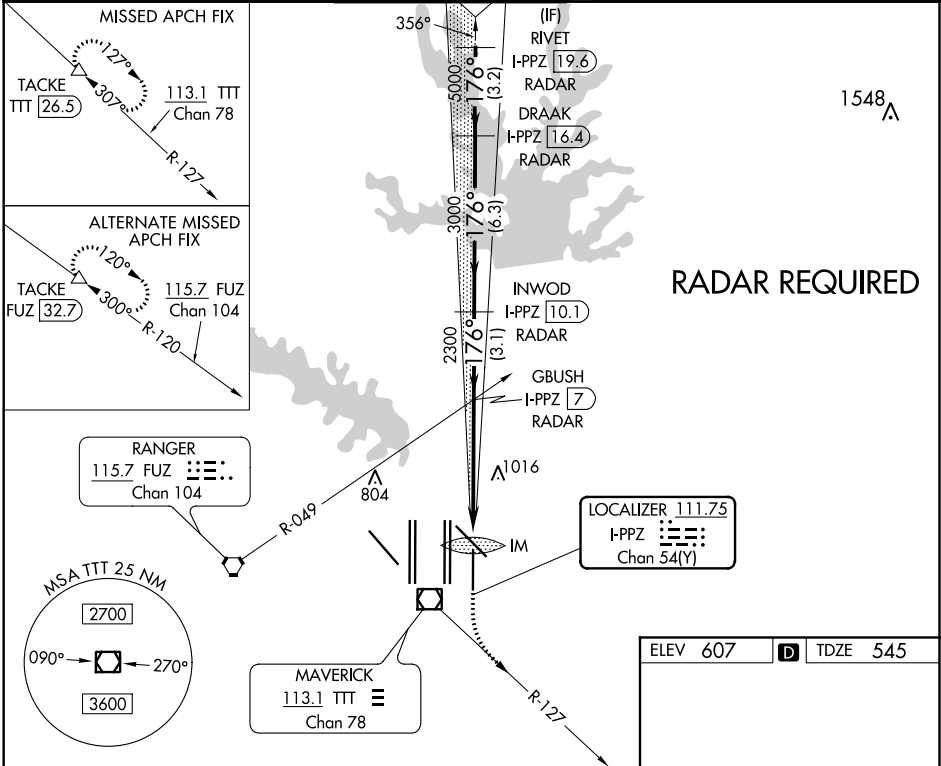 MISSED APCH FIX
127°
TACKE
TTT 26.5
307°
113.1 TTT
Chan 78
R-127
ALTERNATE MISSED
APCH FIX
120°
TACKE
FUZ 32.7
300°
115.7 FUZ
Chan 104
R-120
356°
(IF)
RIVET
I-PPZ 19.6
RADAR
5000
176°
(3.2)
DRAAK
I-PPZ 16.4
RADAR
3000
176°
(6.3)
INWOD
I-PPZ 10.1
RADAR
2300
176°
(3.1)
GBUSH
I-PPZ 7
RADAR
1548
RADAR REQUIRED
RANGER
115.7 FUZ
Chan 104
R-049
804
1016
IM
LOCALIZER 111.75
I-PPZ
Chan 54(Y)
MSA TTT 25 NM
2700
090°
270°
3600
MAVERICK
113.1 TTT
Chan 78
R-127
ELEV 607 D TDZE 545